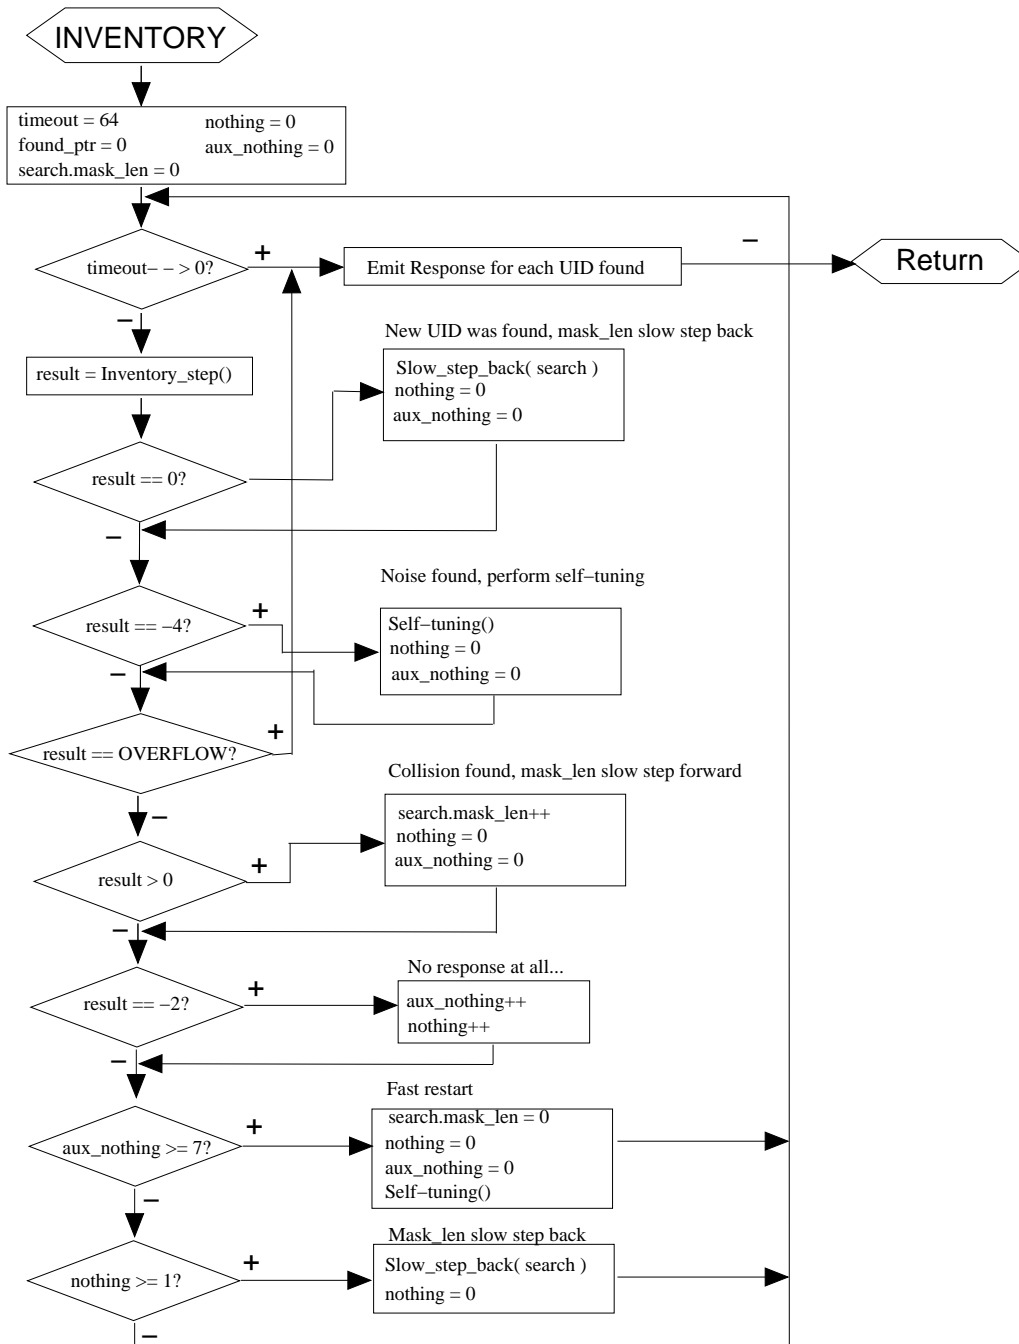 INVENTORY
timeout = 64
nothing = 0
found_ptr = 0
aux_nothing = 0
search.mask_len = 0
timeout− − > 0?
+
Emit Response for each UID found
−
Return
−
New UID was found, mask_len slow step back
result = Inventory_step()
Slow_step_back( search )
nothing = 0
aux_nothing = 0
result == 0?
−
Noise found, perform self−tuning
result == −4?
+
Self−tuning()
nothing = 0
aux_nothing = 0
−
result == OVERFLOW?
+
Collision found, mask_len slow step forward
−
search.mask_len++
nothing = 0
aux_nothing = 0
result > 0
+
−
No response at all...
result == −2?
+
aux_nothing++
nothing++
−
Fast restart
aux_nothing >= 7?
+
search.mask_len = 0
nothing = 0
aux_nothing = 0
Self−tuning()
−
Mask_len slow step back
nothing >= 1?
+
Slow_step_back( search )
nothing = 0
−